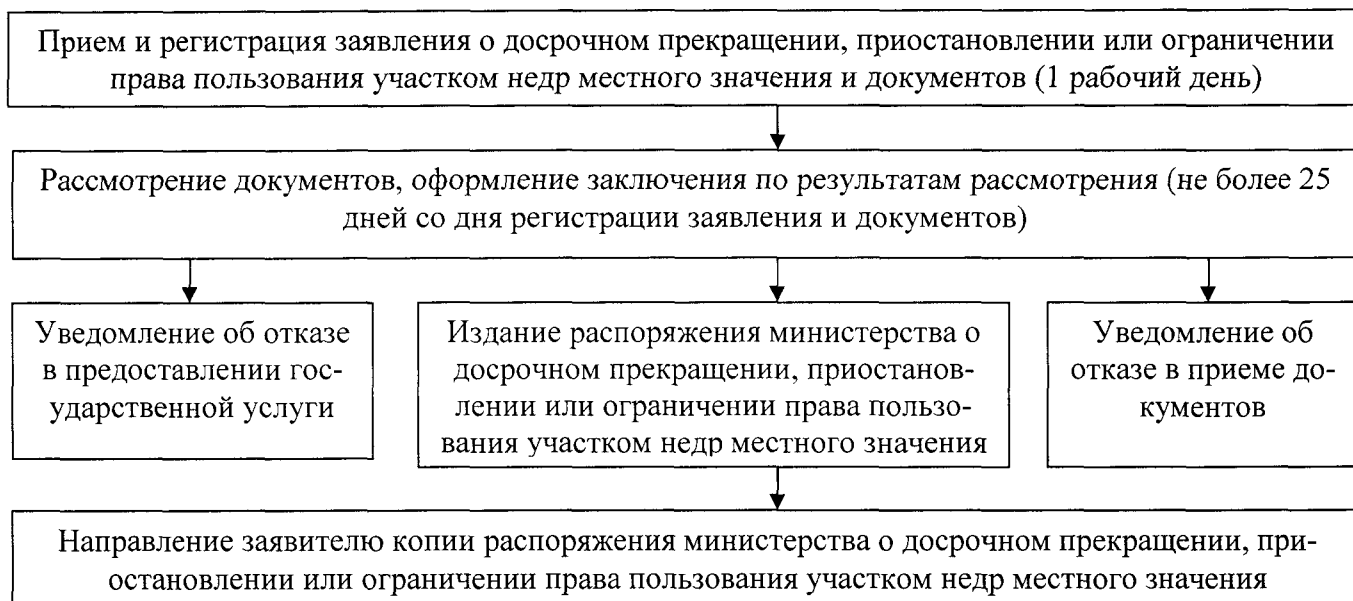 Прием и регистрация заявления о досрочном прекращении, приостановлении или ограничении
права пользования участком недр местного значения и документов (1 рабочий день)
Рассмотрение документов, оформление заключения по результатам рассмотрения (не более 25
дней со дня регистрации заявления и документов)
Уведомление об отказе
в предоставлении гос-
ударственной услуги
Издание распоряжения министерства о
досрочном прекращении, приостанов-
лении или ограничении права пользо-
вания участком недр местного значения
Уведомление об
отказе в приеме до-
кументов
Направление заявителю копии распоряжения министерства о досрочном прекращении, при-
остановлении или ограничении права пользования участком недр местного значения